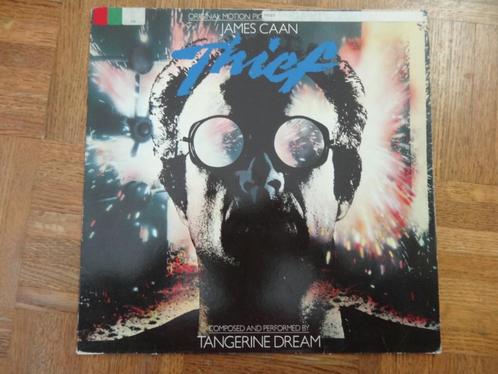 ORIGINAL MOTION PIC
JAMES CAAN
Thief
COMPOSED AND PERFORMED BY
TANGERINE DREAM